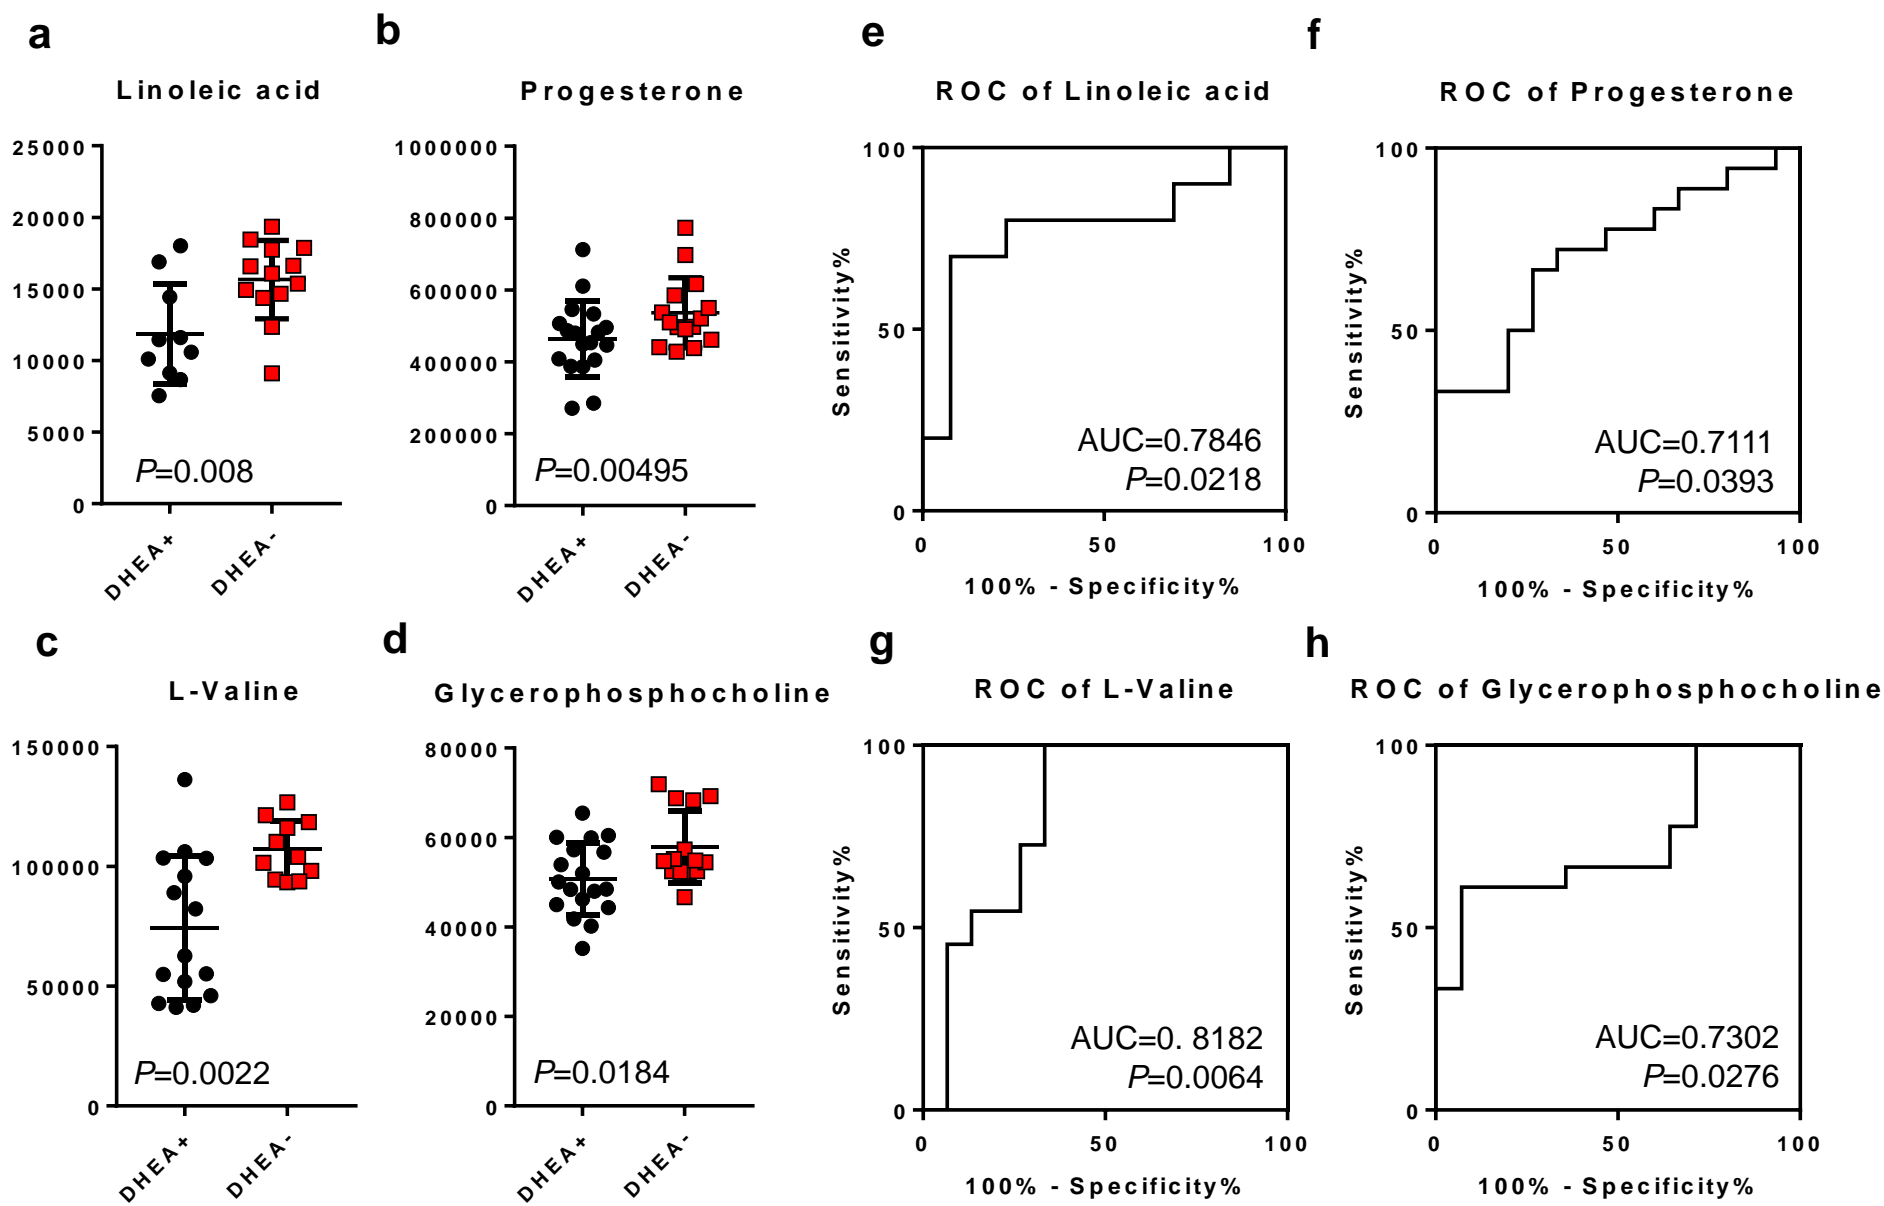 a
Linoleic acid
25000
20000
15000
10000
5000
0
P=0.008
DHEA+
DHEA-
b
Progesterone
1000000
800000
600000
400000
200000
0
P=0.00495
DHEA+
DHEA-
e
ROC of Linoleic acid
100
50
0
Sensitivity%
AUC=0.7846
P=0.0218
0 50 100
100% - Specificity%
f
ROC of Progesterone
100
50
0
Sensitivity%
AUC=0.7111
P=0.0393
0 50 100
100% - Specificity%
c
L-Valine
150000
100000
50000
0
P=0.0022
DHEA+
DHEA-
d
Glycerophosphocholine
80000
60000
40000
20000
0
P=0.0184
DHEA+
DHEA-
g
ROC of L-Valine
100
50
0
Sensitivity%
AUC=0. 8182
P=0.0064
0 50 100
100% - Specificity%
h
ROC of Glycerophosphocholine
100
50
0
Sensitivity%
AUC=0.7302
P=0.0276
0 50 100
100% - Specificity%